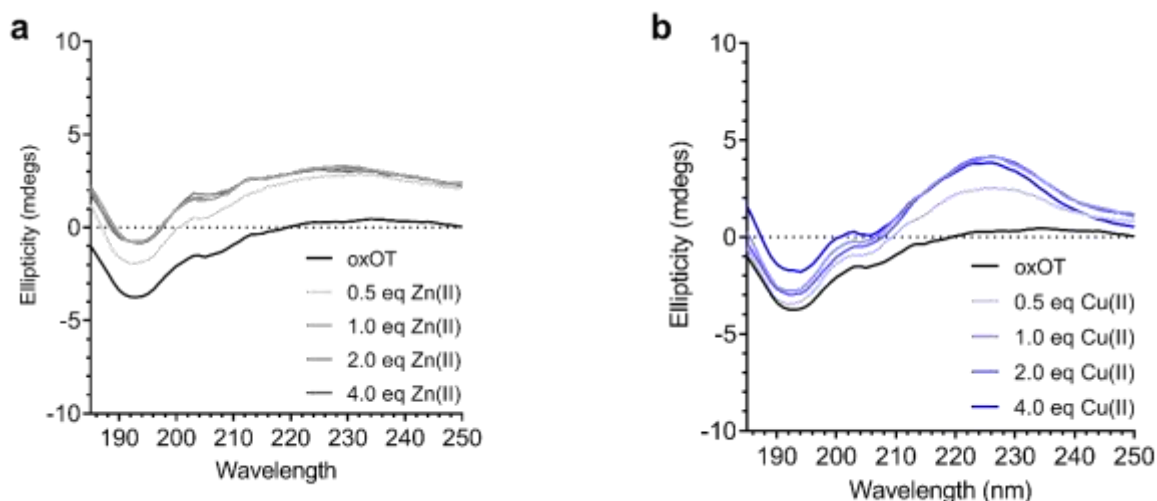 a
10
5
0
-5
-10
Ellipticity (mdegs)
oxOT
0.5 eq Zn(II)
1.0 eq Zn(II)
2.0 eq Zn(II)
4.0 eq Zn(II)
190 200 210 220 230 240 250
Wavelength
b
10
5
0
-5
-10
Ellipticity (mdegs)
oxOT
0.5 eq Cu(II)
1.0 eq Cu(II)
2.0 eq Cu(II)
4.0 eq Cu(II)
190 200 210 220 230 240 250
Wavelength (nm)